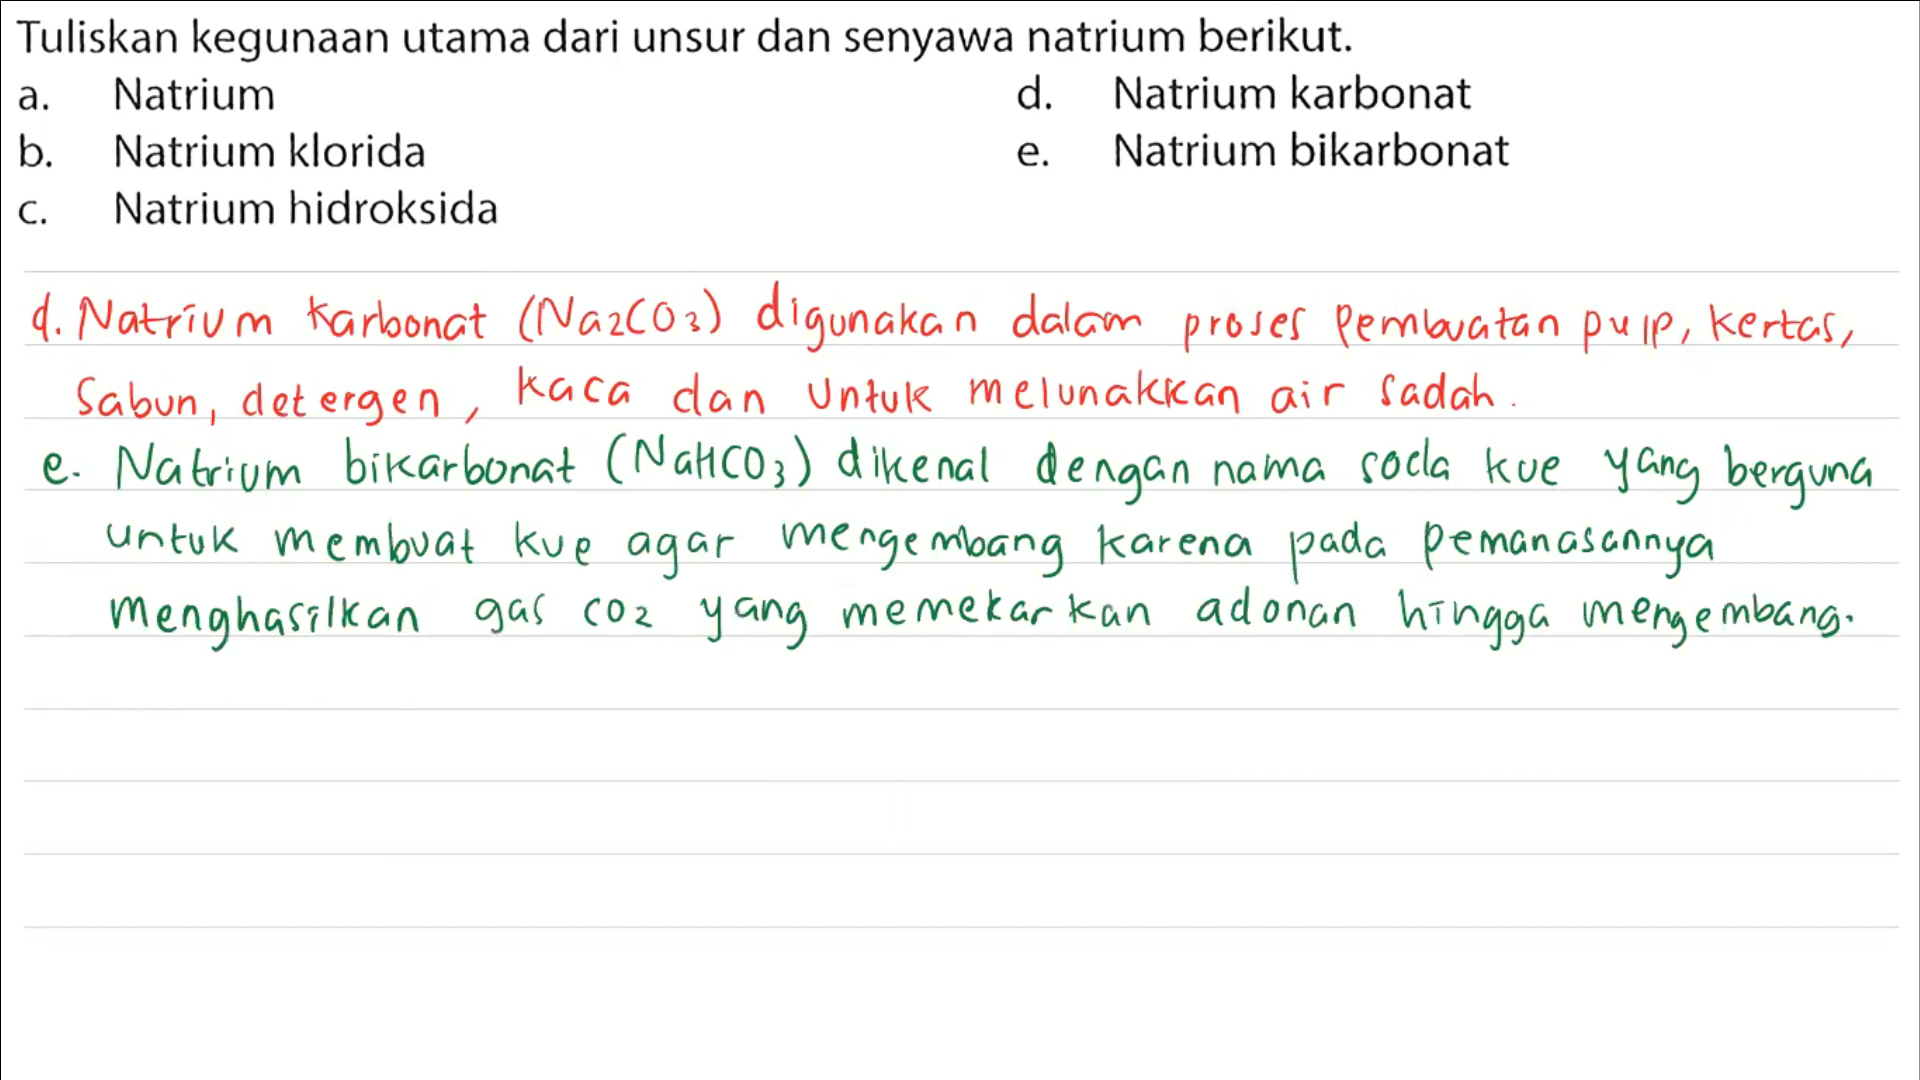 Tuliskan kegunaan utama dari unsur dan senyawa natrium berikut.
a. Natrium
b. Natrium klorida
c. Natrium hidroksida
d. Natrium karbonat
e. Natrium bikarbonat
d. Natrium karbonat (Na2CO3) digunakan dalam proses pembuatan pulp, kertas,
Sabun, detergen, kaca dan untuk melunakkan air sadah.
e. Natrium bikarbonat (NaHCO3) dikenal dengan nama soda kue yang berguna
untuk membuat kue agar mengembang karena pada pemanasannya
menghasilkan gas CO2 yang memekarkan adonan hingga mengembang.